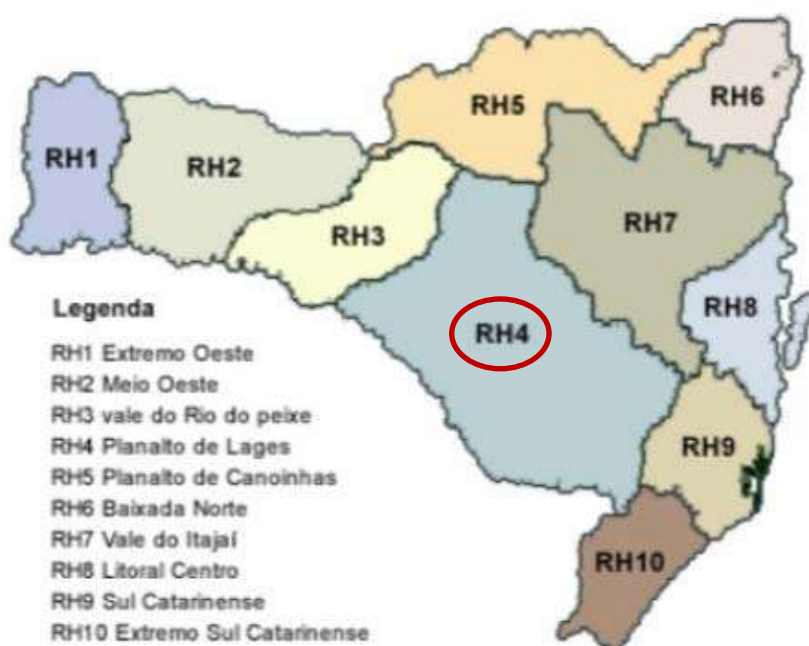 RH6
RH5
RH1
RH2
RH7
RH3
RH8
RH4
RH9
RH10
Legenda
RH1 Extremo Oeste
RH2 Meio Oeste
RH3 vale do Rio do peixe
RH4 Planalto de Lages
RH5 Planalto de Canoinhas
RH6 Baixada Norte
RH7 Vale do Itajaí
RH8 Litoral Centro
RH9 Sul Catarinense
RH10 Extremo Sul Catarinense